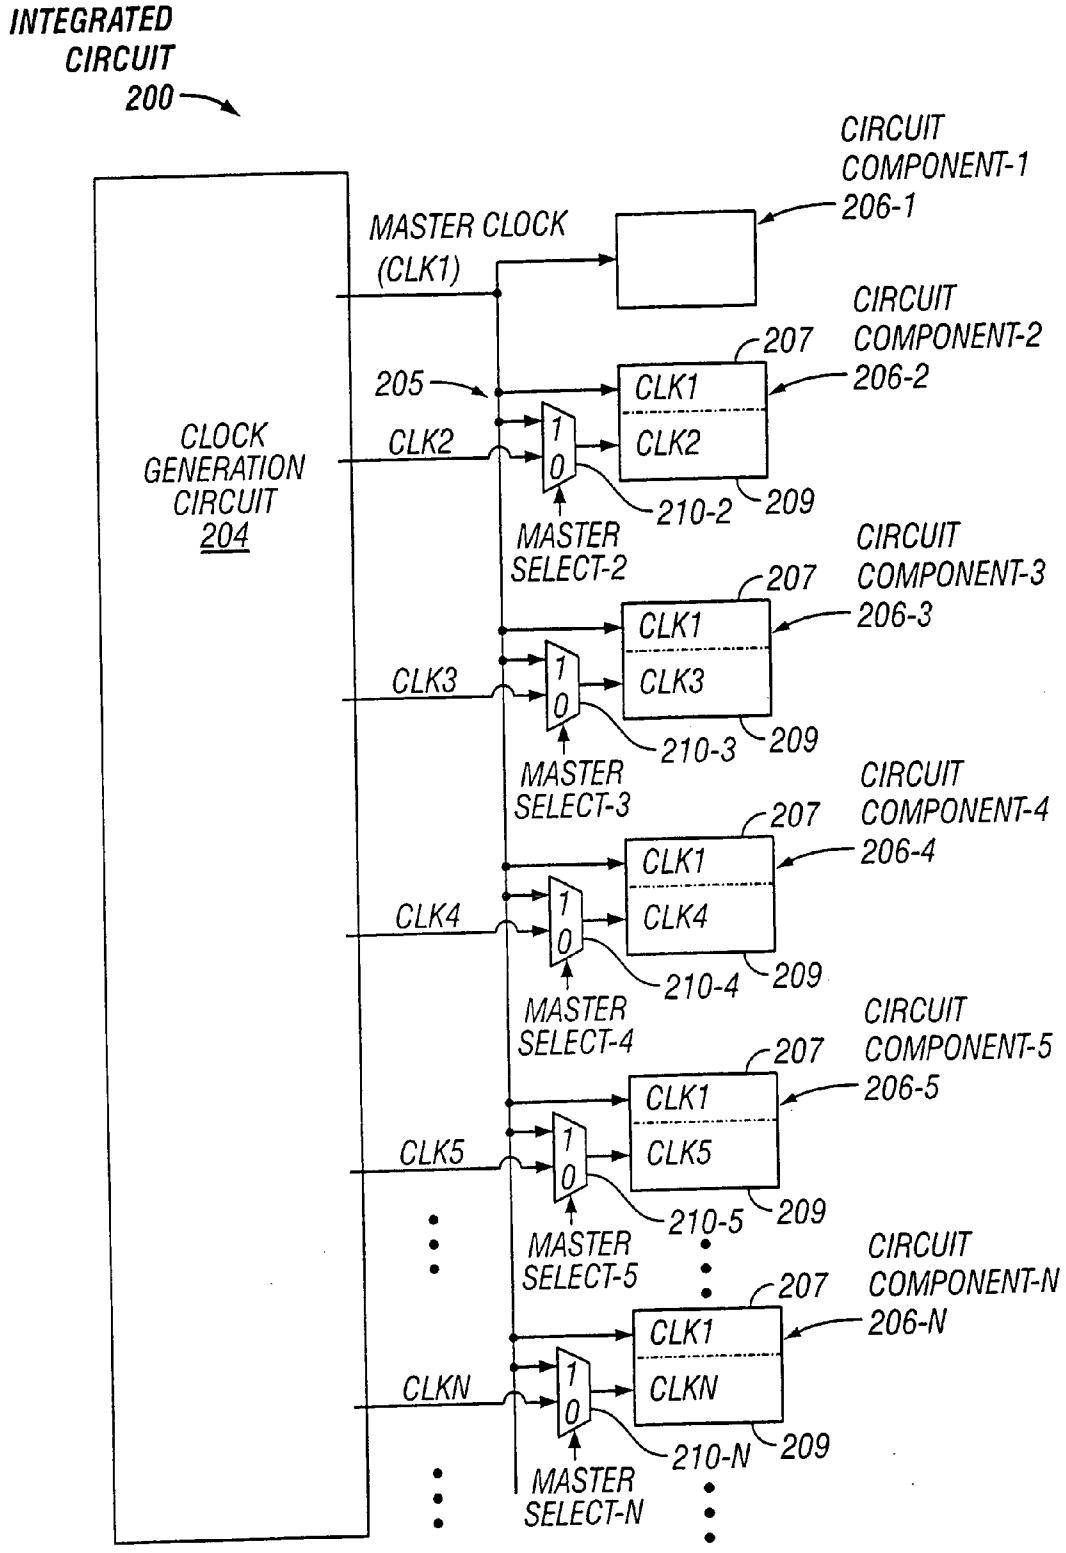 INTEGRATED
CIRCUIT
200
CIRCUIT
COMPONENT-1
206-1
MASTER CLOCK
(CLK1)
CIRCUIT
COMPONENT-2
206-2
207
205
CLK1
CLK2
CLK2
1
0
209
210-2
MASTER
SELECT-2
CLOCK
GENERATION
CIRCUIT
204
CIRCUIT
COMPONENT-3
206-3
207
CLK1
CLK3
CLK3
1
0
209
210-3
MASTER
SELECT-3
CIRCUIT
COMPONENT-4
206-4
207
CLK1
CLK4
CLK4
1
0
209
210-4
MASTER
SELECT-4
CIRCUIT
COMPONENT-5
206-5
207
CLK1
CLK5
CLK5
1
0
209
210-5
MASTER
SELECT-5
CIRCUIT
COMPONENT-N
206-N
207
CLK1
CLKN
CLKN
1
0
209
210-N
MASTER
SELECT-N